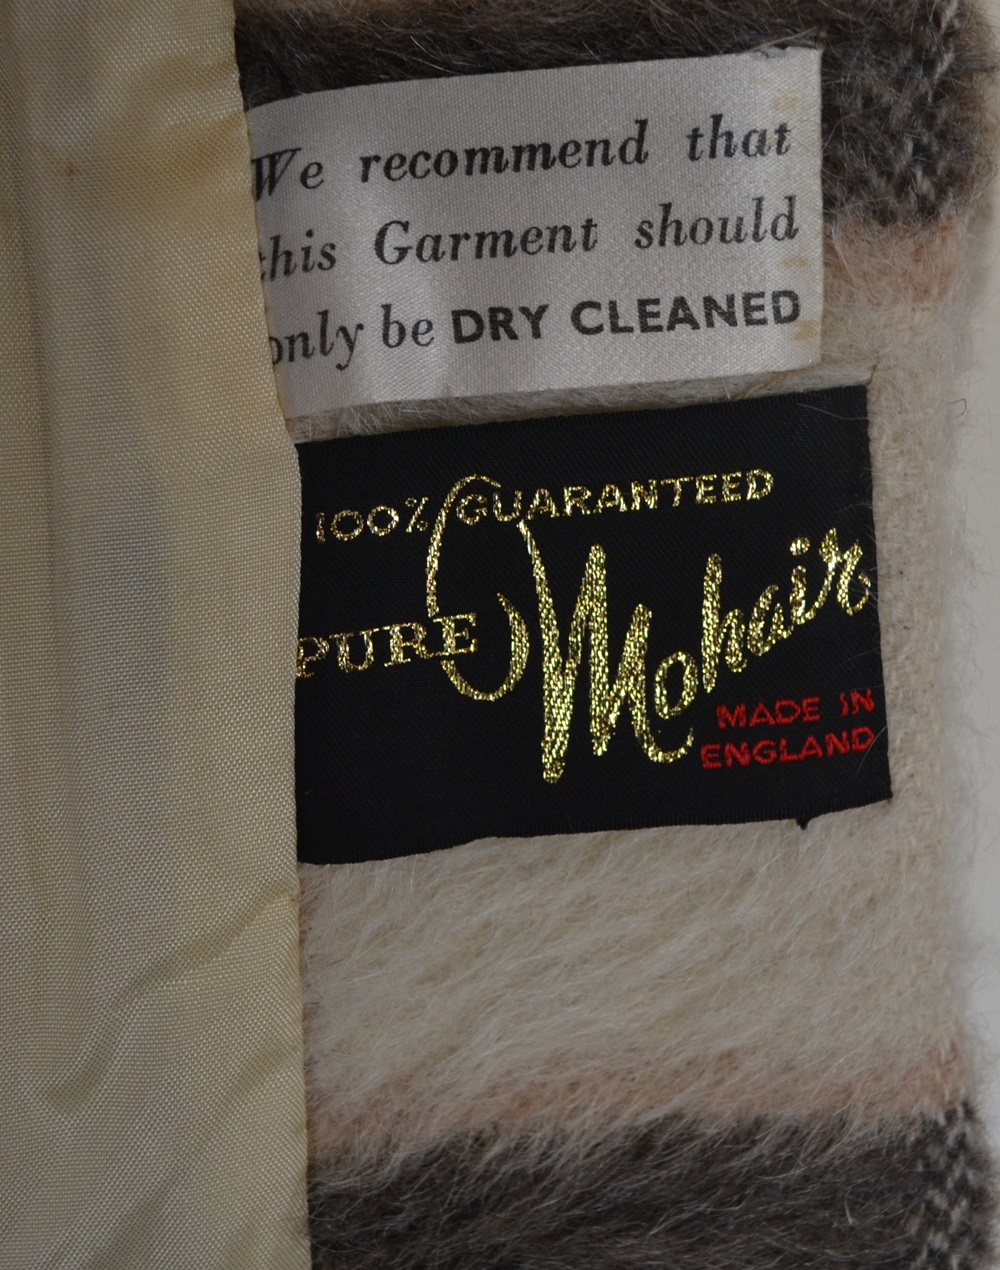 We recommend that
this Garment should
only be DRY CLEANED
100% GUARANTEED
PURE Mohair
MADE IN
ENGLAND